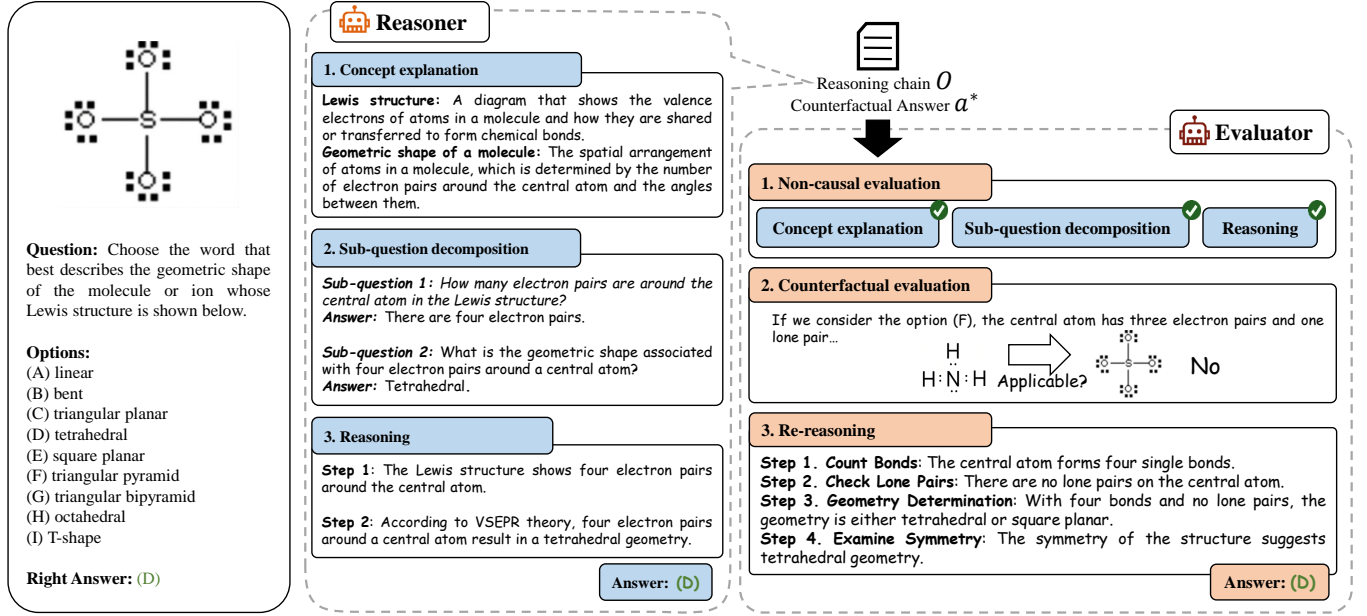 :O:
:O — S — O:
:O:
Question: Choose the word that
best describes the geometric shape
of the molecule or ion whose
Lewis structure is shown below.
Options:
(A) linear
(B) bent
(C) triangular planar
(D) tetrahedral
(E) square planar
(F) triangular pyramid
(G) triangular bipyramid
(H) octahedral
(I) T-shape
Right Answer: (D)
Reasoner
1. Concept explanation
Lewis structure: A diagram that shows the valence
electrons of atoms in a molecule and how they are shared
or transferred to form chemical bonds.
Geometric shape of a molecule: The spatial arrangement
of atoms in a molecule, which is determined by the number
of electron pairs around the central atom and the angles
between them.
2. Sub-question decomposition
Sub-question 1: How many electron pairs are around the
central atom in the Lewis structure?
Answer: There are four electron pairs.
Sub-question 2: What is the geometric shape associated
with four electron pairs around a central atom?
Answer: Tetrahedral.
3. Reasoning
Step 1: The Lewis structure shows four electron pairs
around the central atom.
Step 2: According to VSEPR theory, four electron pairs
around a central atom result in a tetrahedral geometry.
Answer: (D)
Reasoning chain O
Counterfactual Answer a*
Evaluator
1. Non-causal evaluation
Concept explanation
Sub-question decomposition
Reasoning
2. Counterfactual evaluation
If we consider the option (F), the central atom has three electron pairs and one
lone pair…
H
H:N:H
Applicable?
:O:
:O — S — O:
:O:
No
3. Re-reasoning
Step 1. Count Bonds: The central atom forms four single bonds.
Step 2. Check Lone Pairs: There are no lone pairs on the central atom.
Step 3. Geometry Determination: With four bonds and no lone pairs, the
geometry is either tetrahedral or square planar.
Step 4. Examine Symmetry: The symmetry of the structure suggests
tetrahedral geometry.
Answer: (D)